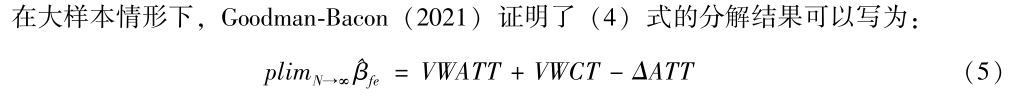 在大样本情形下，Goodman-Bacon（2021）证明了（4）式的分解结果可以写为：
plim_{N→∞} β̂_{fe} = VWATT + VWCT − ΔATT （5）